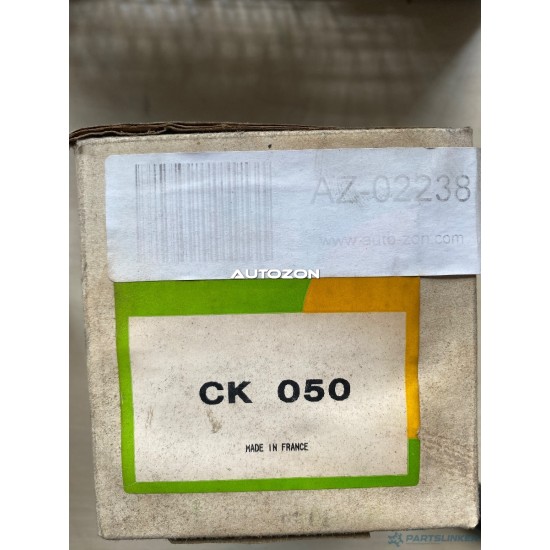 AZ-02238
www.auto-zon.com
AUTOZON
CK 050
MADE IN FRANCE
PARTSLINKER